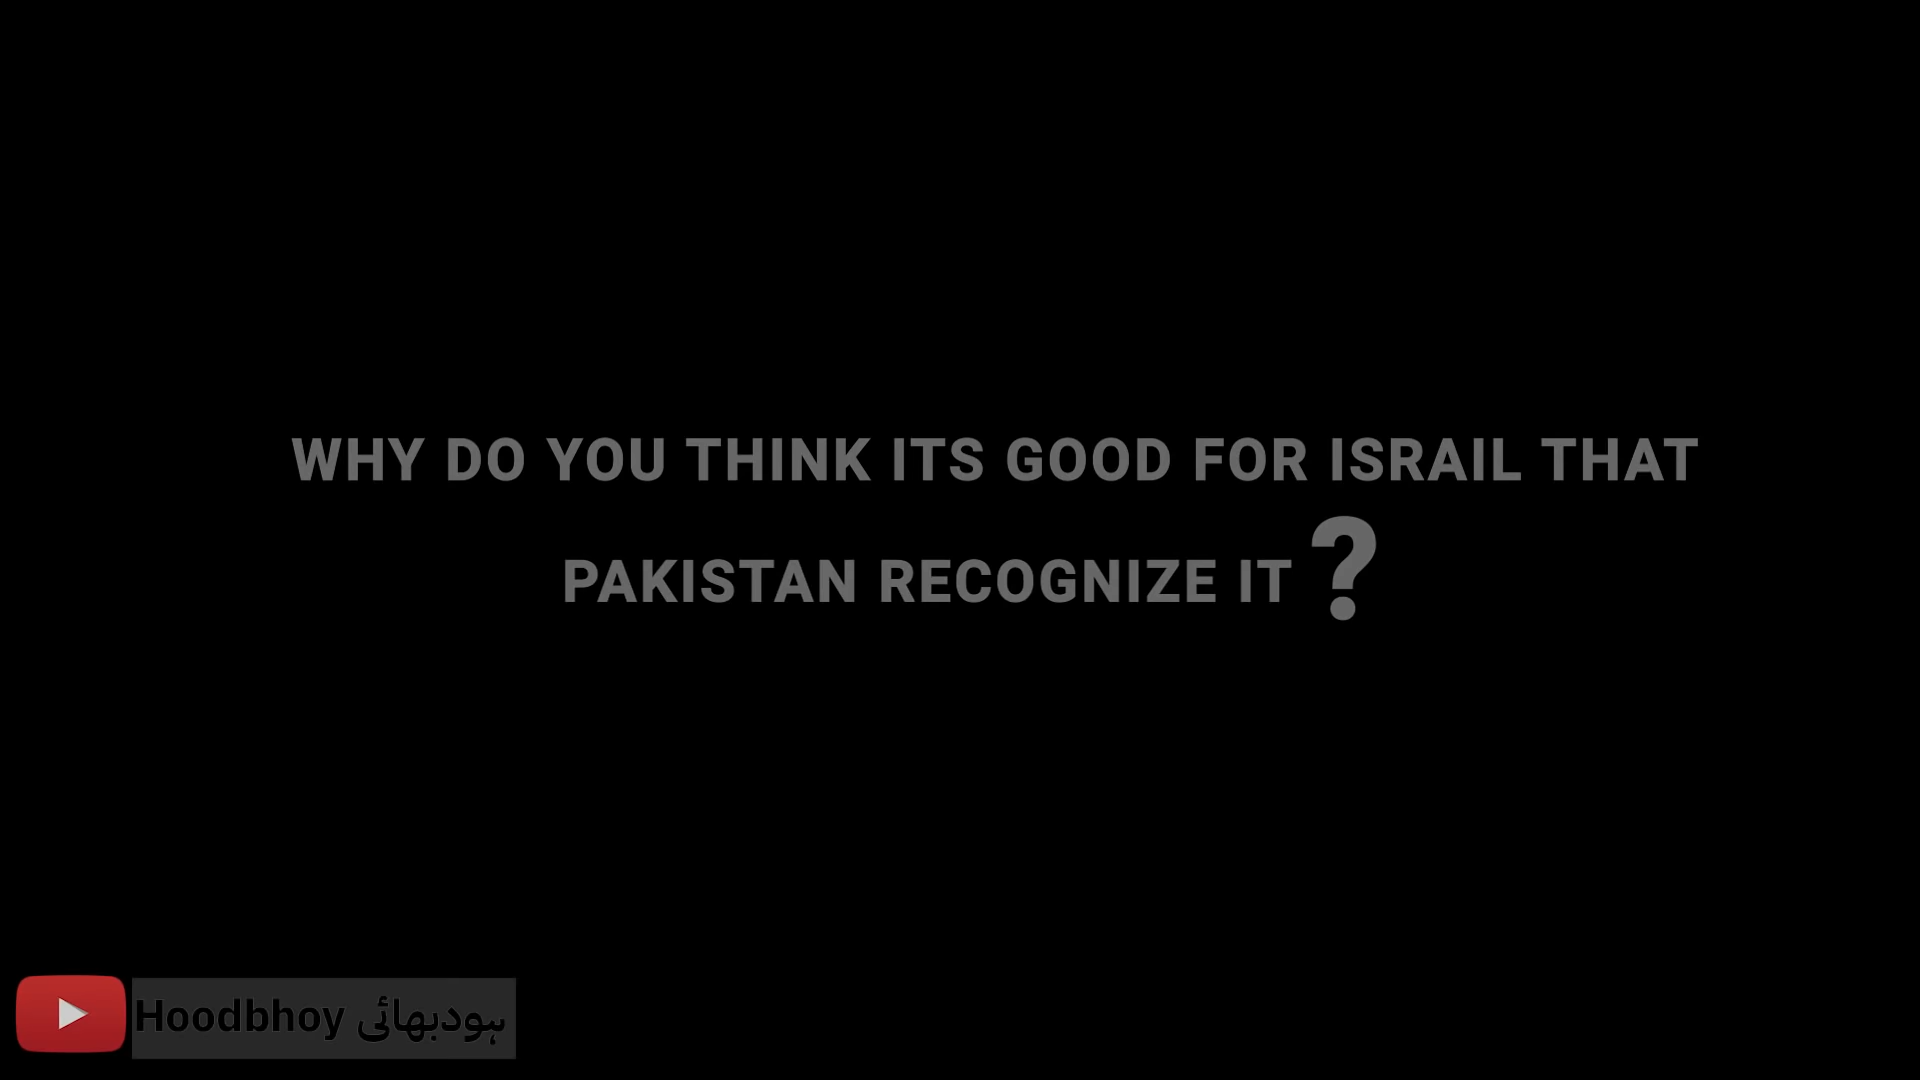 WHY DO YOU THINK ITS GOOD FOR ISRAIL THAT
PAKISTAN RECOGNIZE IT ?
Hoodbhoy ہودبھائی